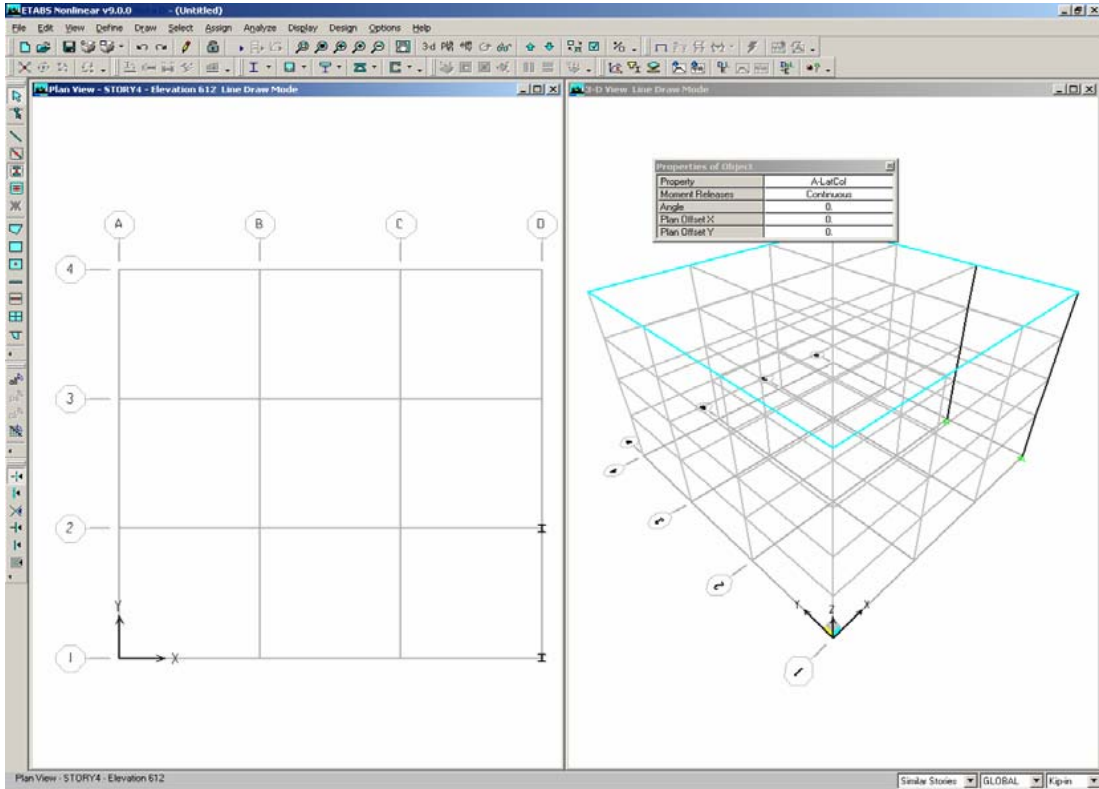 ETABS Nonlinear v9.0.0 - (Untitled)
File Edit View Define Draw Select Assign Analyze Display Design Options Help
3-d
Plan View - STORY4 - Elevation 612 Line Draw Mode
3-D View Line Draw Mode
Properties of Object
Property A-LatCol
Moment Releases Continuous
Angle 0.
Plan Offset X 0.
Plan Offset Y 0.
A B C D
4
3
2
1
Y
X
Y Z X
2
1
Plan View - STORY4 - Elevation 612
Similar Stories GLOBAL Kip-in